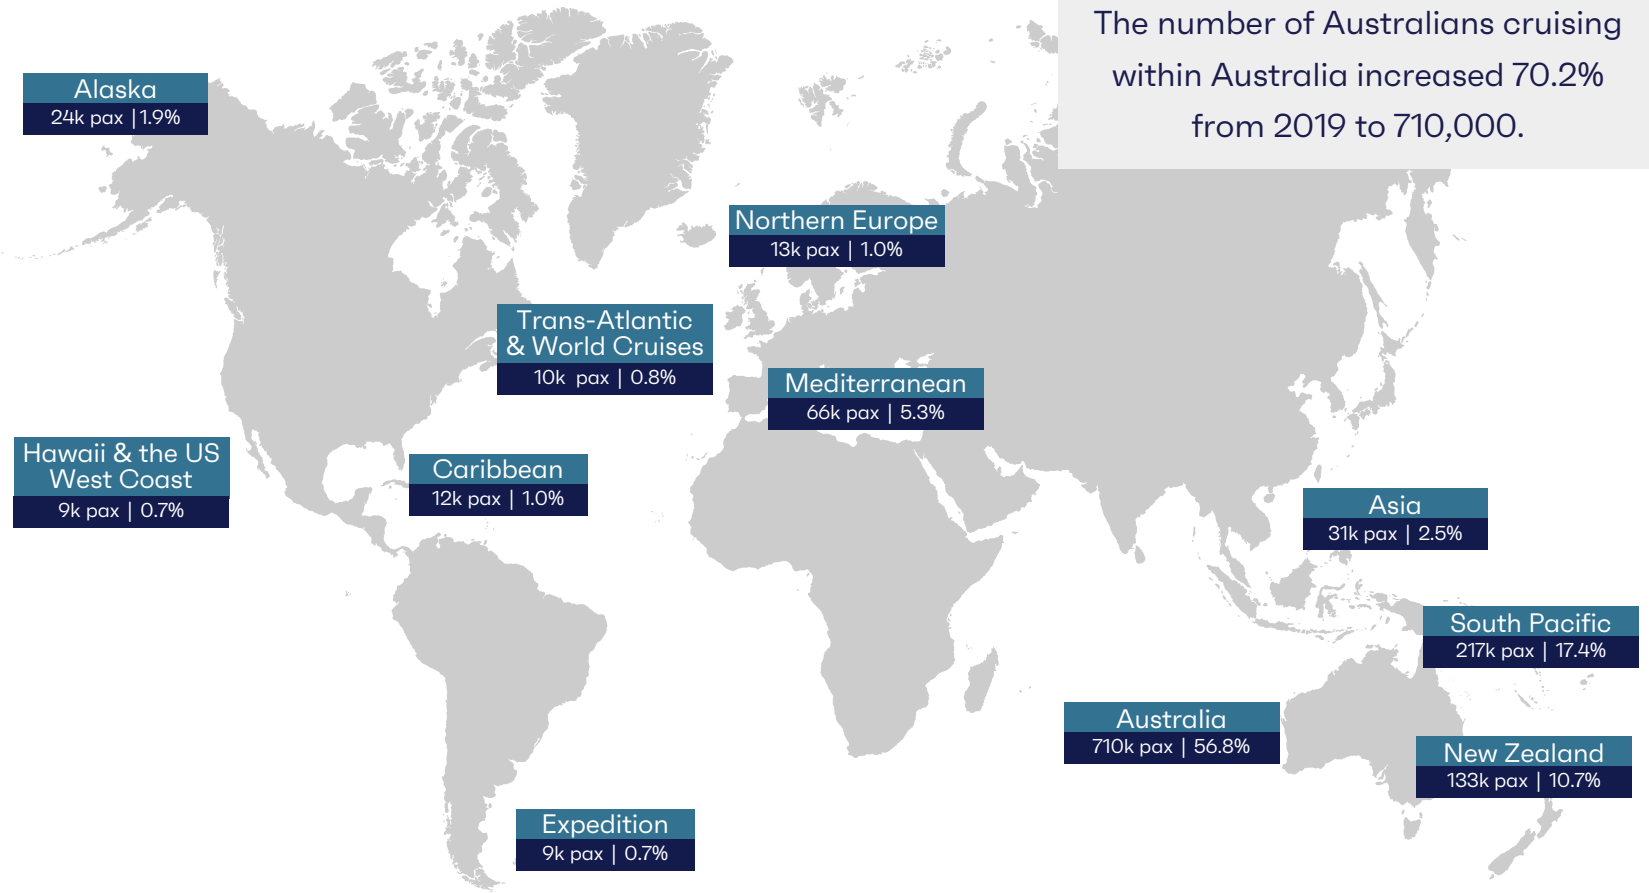 The number of Australians cruising
within Australia increased 70.2%
from 2019 to 710,000.
Alaska
24k pax | 1.9%
Northern Europe
13k pax | 1.0%
Trans-Atlantic
& World Cruises
10k pax | 0.8%
Mediterranean
66k pax | 5.3%
Hawaii & the US
West Coast
9k pax | 0.7%
Caribbean
12k pax | 1.0%
Asia
31k pax | 2.5%
South Pacific
217k pax | 17.4%
Australia
710k pax | 56.8%
New Zealand
133k pax | 10.7%
Expedition
9k pax | 0.7%